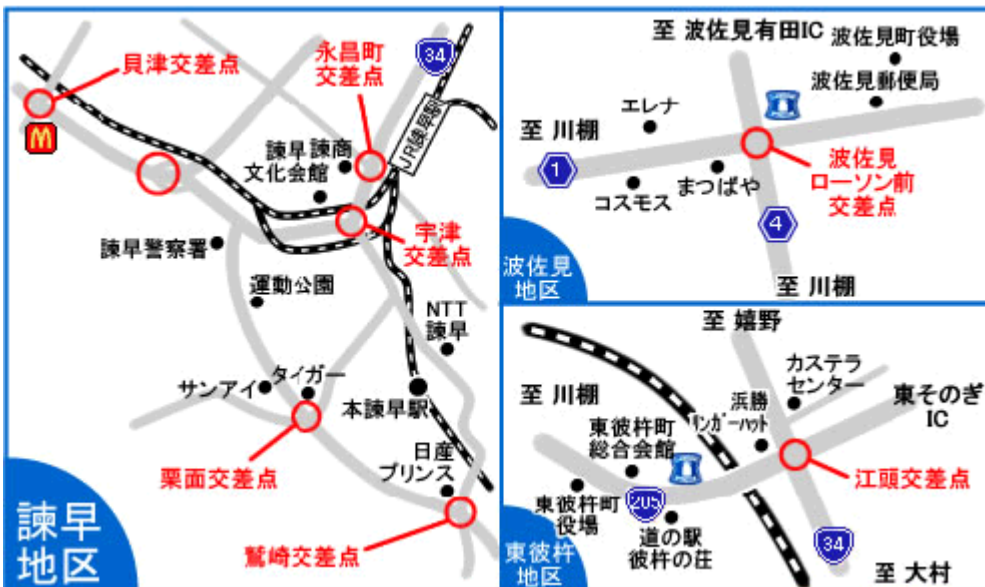 貝津交差点
永昌町
交差点
34
JR諫早駅
諫早
文化会館
諫商
宇津
交差点
諫早警察署
運動公園
NTT
諫早
サンアイ
タイガー
本諫早駅
栗面交差点
日産
プリンス
鷲崎交差点
諫早
地区
至 波佐見有田IC
波佐見町役場
波佐見郵便局
エレナ
至 川棚
1
コスモス
まつばや
波佐見
ローソン前
交差点
4
至 川棚
波佐見
地区
至 嬉野
カステラ
センター
至 川棚
浜勝
リンガーハット
東そのぎ
IC
東彼杵町
総合会館
江頭交差点
東彼杵町
役場
205
道の駅
彼杵の荘
34
至 大村
東彼杵
地区